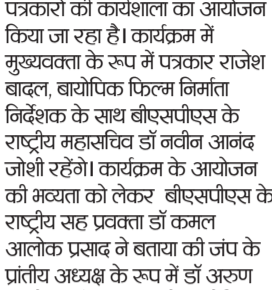 पत्रकारों की कार्यशाला का आयोजन
किया जा रहा है। कार्यक्रम में
मुख्यवक्ता के रूप में पत्रकार राजेश
बादल, बायोपिक फिल्म निर्माता
निर्देशक के साथ बीएसपीएस के
राष्ट्रीय महासचिव डॉ नवीन आनंद
जोशी रहेंगे। कार्यक्रम के आयोजन
की भव्यता को लेकर बीएसपीएस के
राष्ट्रीय सह प्रवक्ता डॉ कमल
आलोक प्रसाद ने बताया की जंप के
प्रांतीय अध्यक्ष के रूप में डॉ अरुण